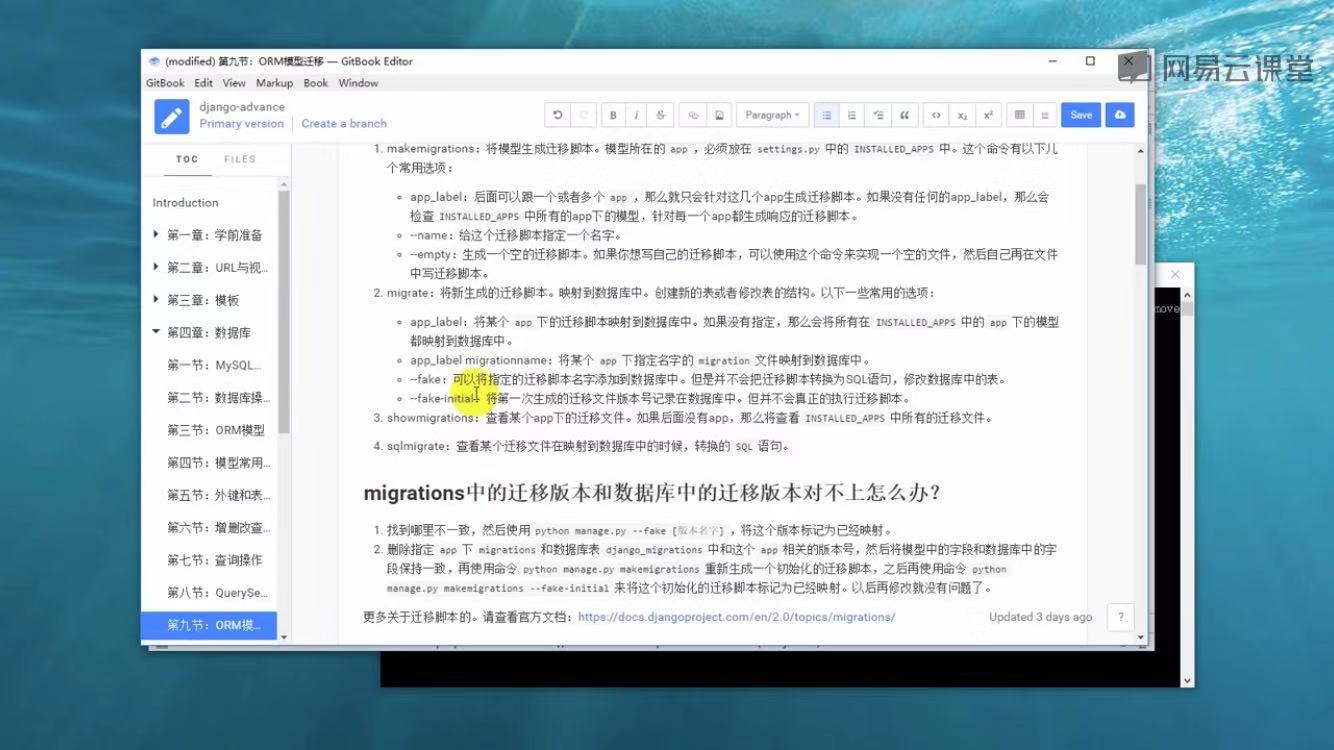 网易云课堂
(modified) 第九节：ORM模型迁移 — GitBook Editor
GitBook Edit View Markup Book Window
django-advance
Primary version Create a branch
B i S Paragraph x₂ x² Save
TOC FILES
Introduction
第一章：学前准备
第二章：URL与视...
第三章：模板
第四章：数据库
第一节：MySQL...
第二节：数据库操...
第三节：ORM模型
第四节：模型常用...
第五节：外键和表...
第六节：增删改查...
第七节：查询操作
第八节：QuerySe...
第九节：ORM模...
1. makemigrations：将模型生成迁移脚本。模型所在的 app ，必须放在 settings.py 中的 INSTALLED_APPS 中。这个命令有以下几
个常用选项：
app_label：后面可以跟一个或者多个 app ，那么就只会针对这几个app生成迁移脚本。如果没有任何的app_label，那么会
检查 INSTALLED_APPS 中所有的app下的模型，针对每一个app都生成响应的迁移脚本。
--name：给这个迁移脚本指定一个名字。
--empty：生成一个空的迁移脚本。如果你想写自己的迁移脚本，可以使用这个命令来实现一个空的文件，然后自己再在文件
中写迁移脚本。
2. migrate：将新生成的迁移脚本。映射到数据库中。创建新的表或者修改表的结构。以下一些常用的选项：
app_label：将某个 app 下的迁移脚本映射到数据库中。如果没有指定，那么会将所有在 INSTALLED_APPS 中的 app 下的模型
都映射到数据库中。
app_label migrationname：将某个 app 下指定名字的 migration 文件映射到数据库中。
--fake：可以将指定的迁移脚本名字添加到数据库中。但是并不会把迁移脚本转换为SQL语句，修改数据库中的表。
--fake-initial：将第一次生成的迁移文件版本号记录在数据库中。但并不会真正的执行迁移脚本。
3. showmigrations：查看某个app下的迁移文件。如果后面没有app，那么将查看 INSTALLED_APPS 中所有的迁移文件。
4. sqlmigrate：查看某个迁移文件在映射到数据库中的时候，转换的 SQL 语句。
migrations中的迁移版本和数据库中的迁移版本对不上怎么办？
1. 找到哪里不一致，然后使用 python manage.py --fake [版本名字] ，将这个版本标记为已经映射。
2. 删除指定 app 下 migrations 和数据库表 django_migrations 中和这个 app 相关的版本号，然后将模型中的字段和数据库中的字
段保持一致，再使用命令 python manage.py makemigrations 重新生成一个初始化的迁移脚本，之后再使用命令 python
manage.py makemigrations --fake-initial 来将这个初始化的迁移脚本标记为已经映射。以后再修改就没有问题了。
更多关于迁移脚本的。请查看官方文档：https://docs.djangoproject.com/en/2.0/topics/migrations/
Updated 3 days ago ?
move